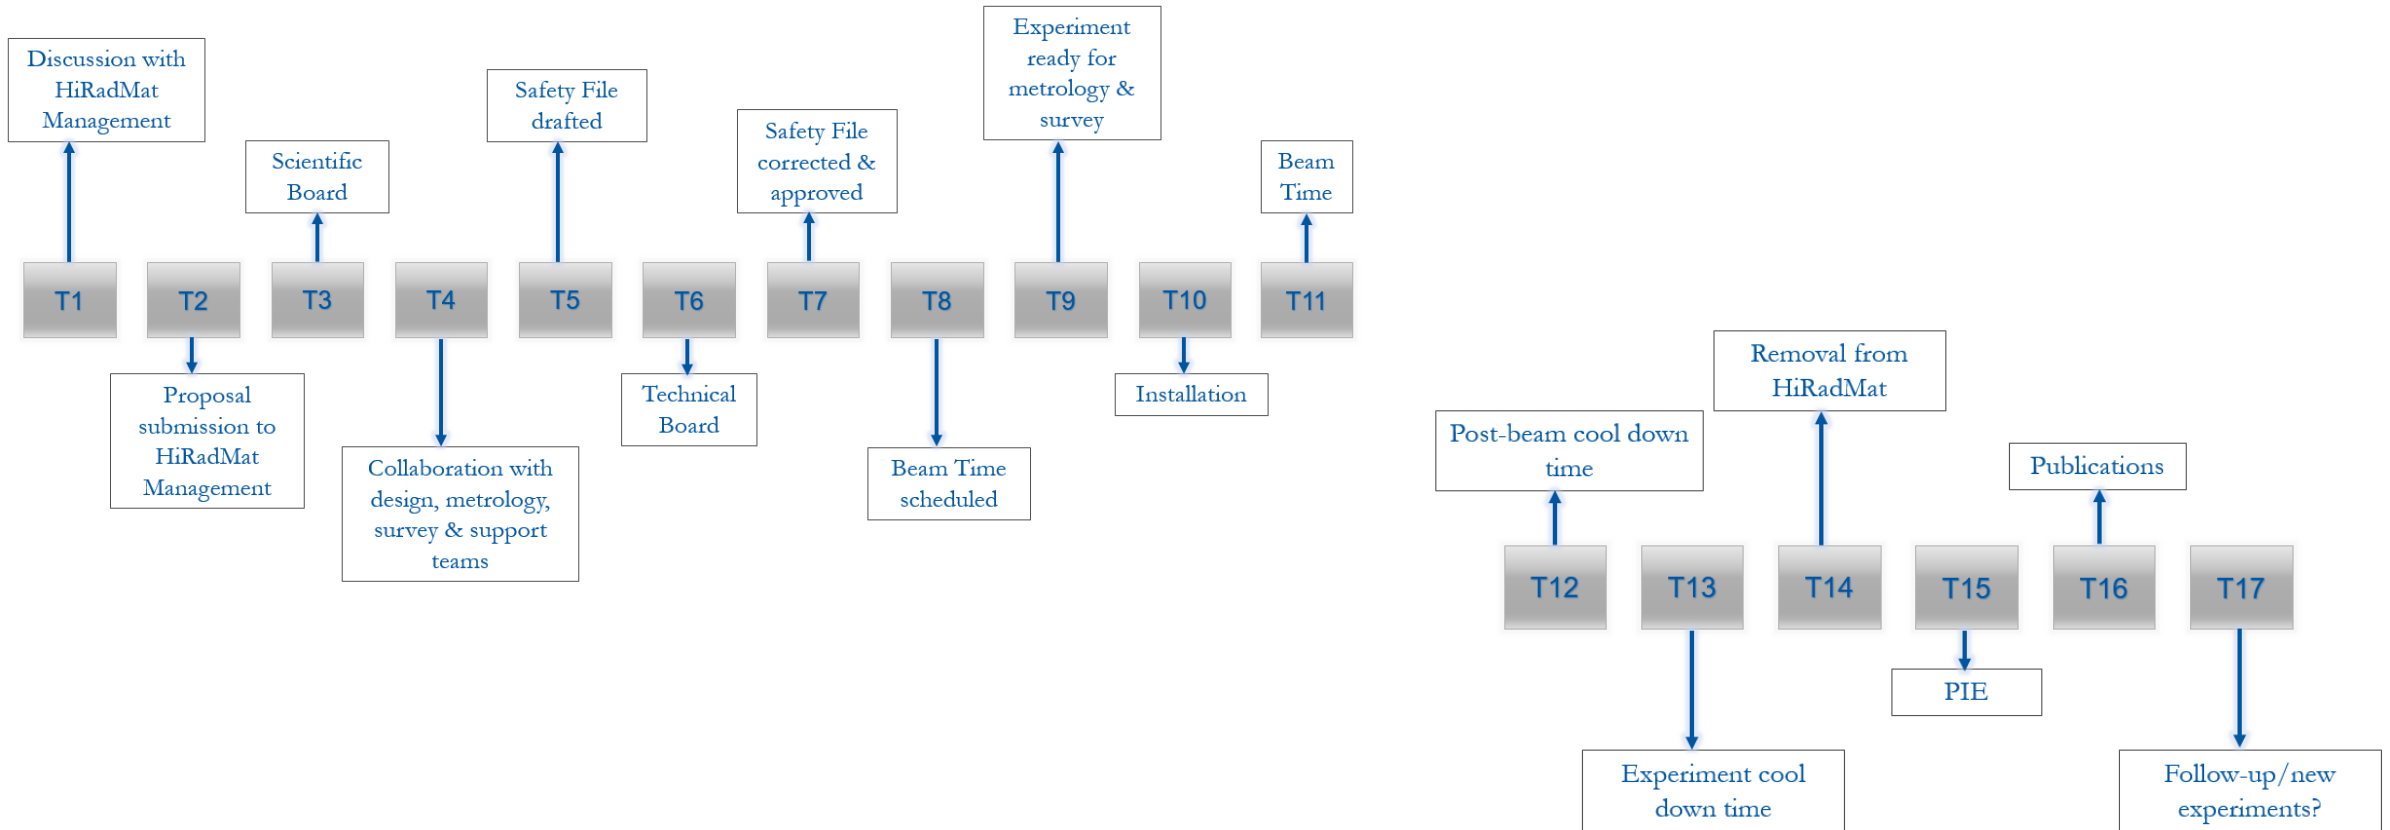 Discussion with
HiRadMat
Management
Scientific
Board
Safety File
drafted
Safety File
corrected &
approved
Experiment
ready for
metrology &
survey
Beam
Time
T1
T2
T3
T4
T5
T6
T7
T8
T9
T10
T11
Proposal
submission to
HiRadMat
Management
Collaboration with
design, metrology,
survey & support
teams
Technical
Board
Beam Time
scheduled
Installation
Post-beam cool down
time
Removal from
HiRadMat
Publications
T12
T13
T14
T15
T16
T17
Experiment cool
down time
PIE
Follow-up/new
experiments?